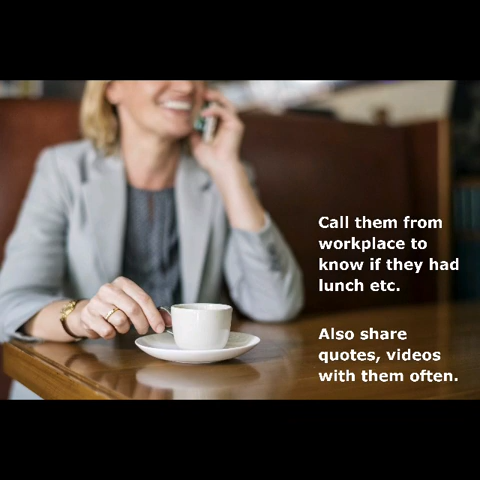 Call them from
workplace to
know if they had
lunch etc.
Also share
quotes, videos
with them often.